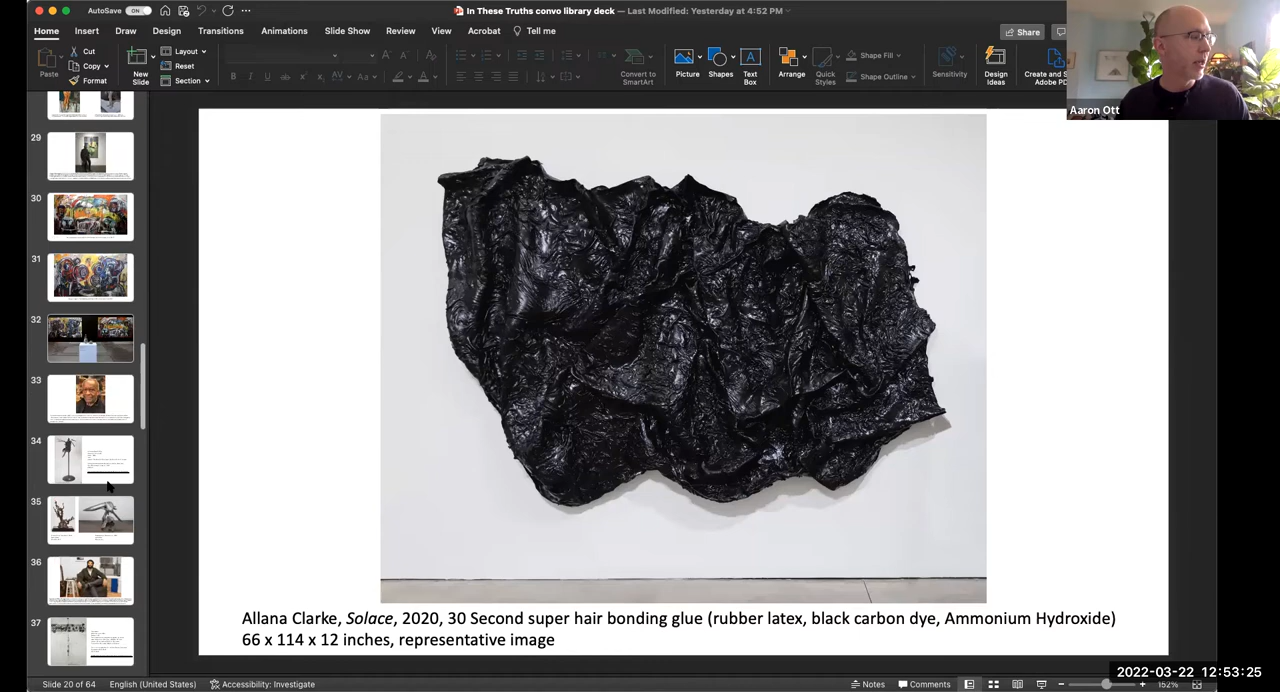 AutoSave ON
In These Truths convo library deck — Last Modified: Yesterday at 4:52 PM
Home Insert Draw Design Transitions Animations Slide Show Review View Acrobat Tell me
Share
Paste
Cut
Copy
Format
New Slide
Layout
Reset
Section
Convert to SmartArt
Picture
Shapes
Text Box
Arrange
Quick Styles
Shape Fill
Shape Outline
Sensitivity
Design Ideas
Create and S
Adobe PD
Aaron Ott
29
30
31
32
33
34
35
36
37
Allana Clarke, Solace, 2020, 30 Second super hair bonding glue (rubber latex, black carbon dye, Ammonium Hydroxide)
66 x 114 x 12 inches, representative image
2022-03-22 12:53:25
Slide 20 of 64 English (United States) Accessibility: Investigate Notes Comments 152%